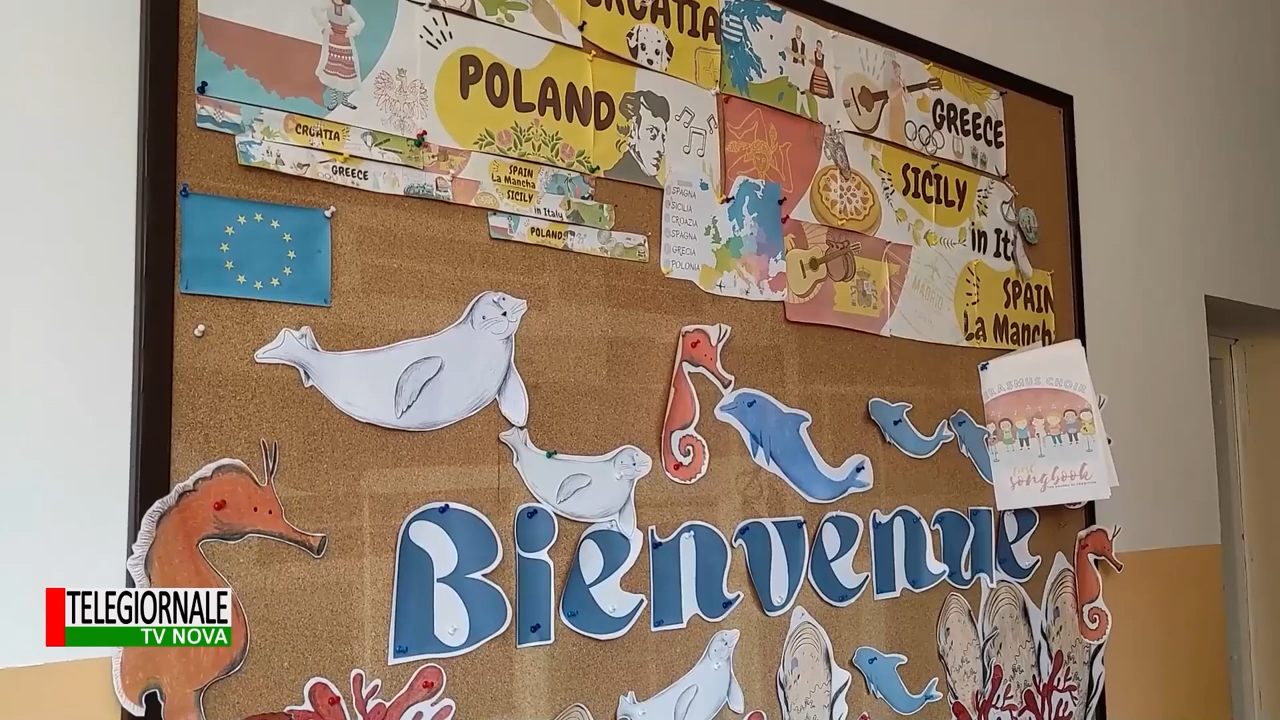 CROATIA
POLAND
GREECE
CROATIA
GREECE
SPAIN
La Mancha
SICILY
in Italy
POLAND
SPAGNA
SICILIA
CROAZIA
SPAGNA
GRECIA
POLONIA
SICILY
in It
MADRID
SPAIN
La Manch
ERASMUS CHOIR
songbook
Bienvenue
TELEGIORNALE
TV NOVA